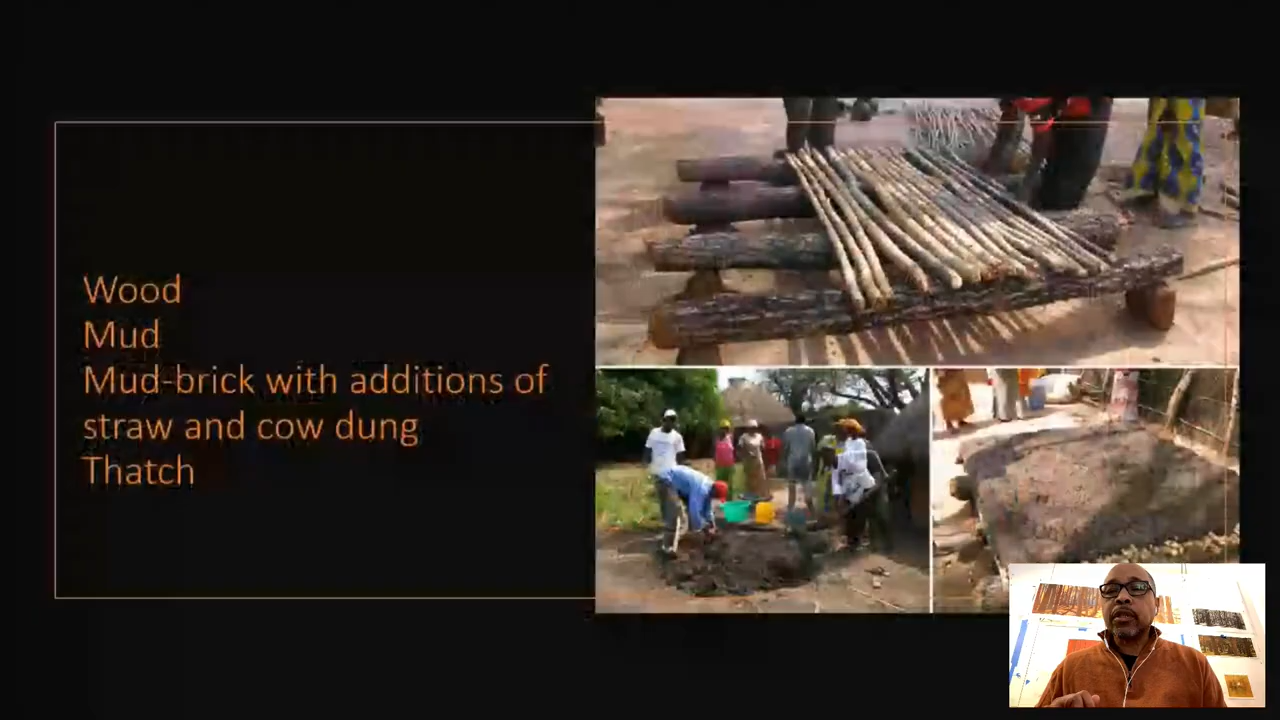 Wood
Mud
Mud-brick with additions of
straw and cow dung
Thatch